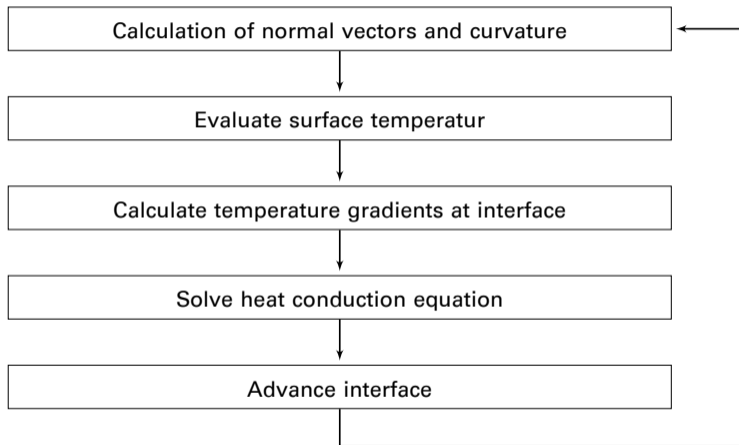 Calculation of normal vectors and curvature
Evaluate surface temperatur
Calculate temperature gradients at interface
Solve heat conduction equation
Advance interface